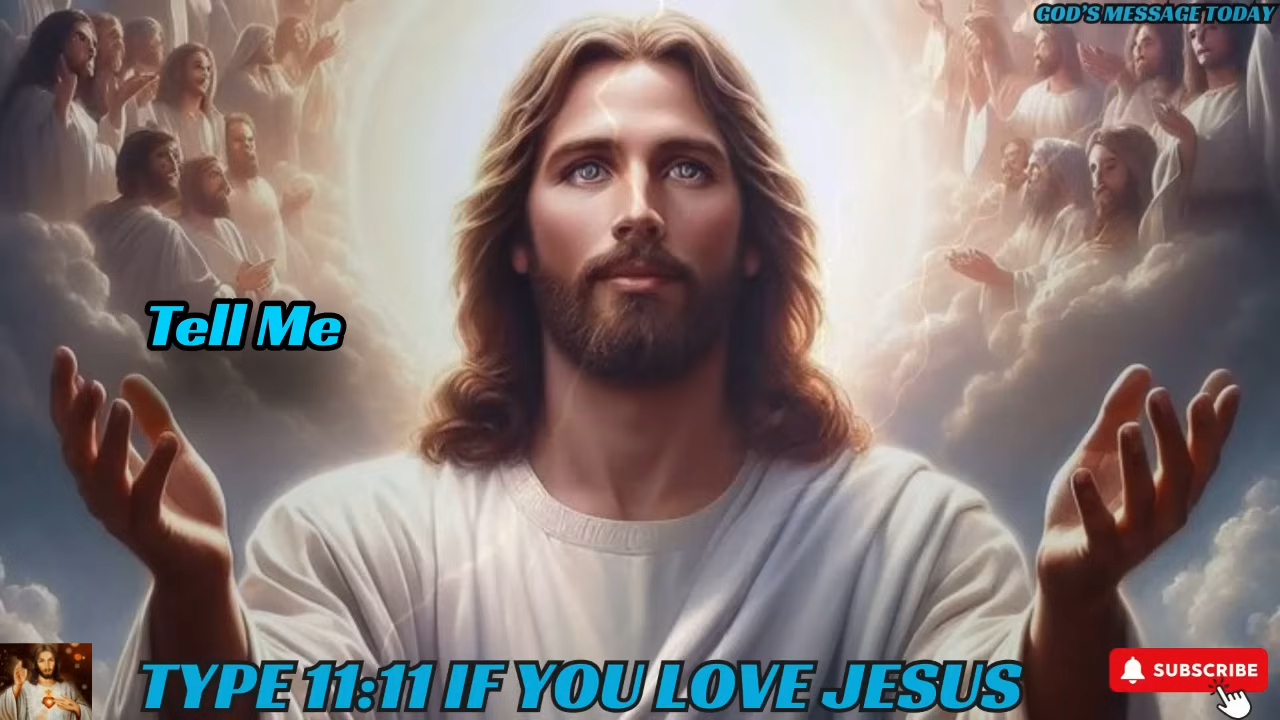 GOD'S MESSAGE TODAY
Tell Me
TYPE 11:11 IF YOU LOVE JESUS
SUBSCRIBE